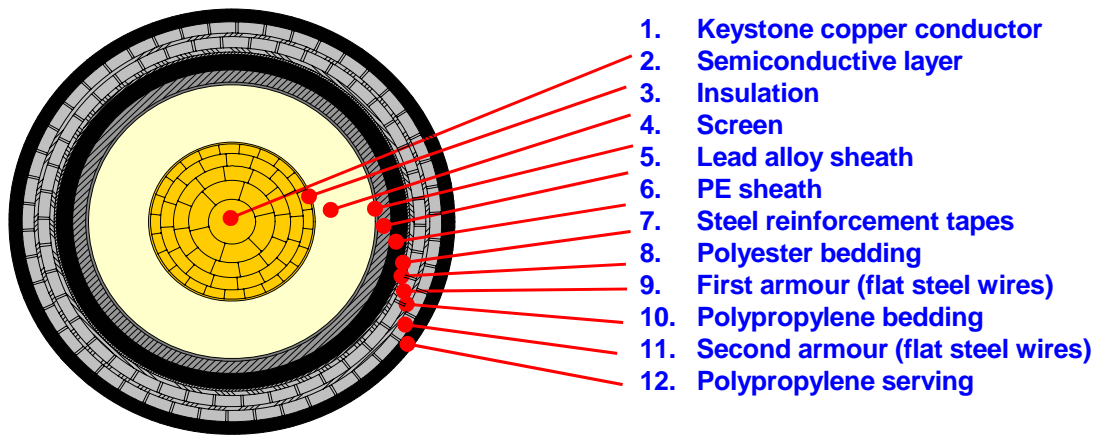 1. Keystone copper conductor
2. Semiconductive layer
3. Insulation
4. Screen
5. Lead alloy sheath
6. PE sheath
7. Steel reinforcement tapes
8. Polyester bedding
9. First armour (flat steel wires)
10. Polypropylene bedding
11. Second armour (flat steel wires)
12. Polypropylene serving